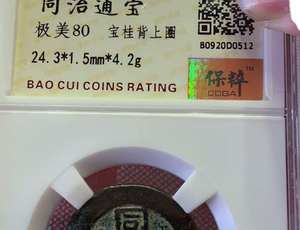 同治通宝
极美80 宝桂背上圈
24.3*1.5mm*4.2g
B0920D0512
BAO CUI COINS RATING
保粹
CCBA
同